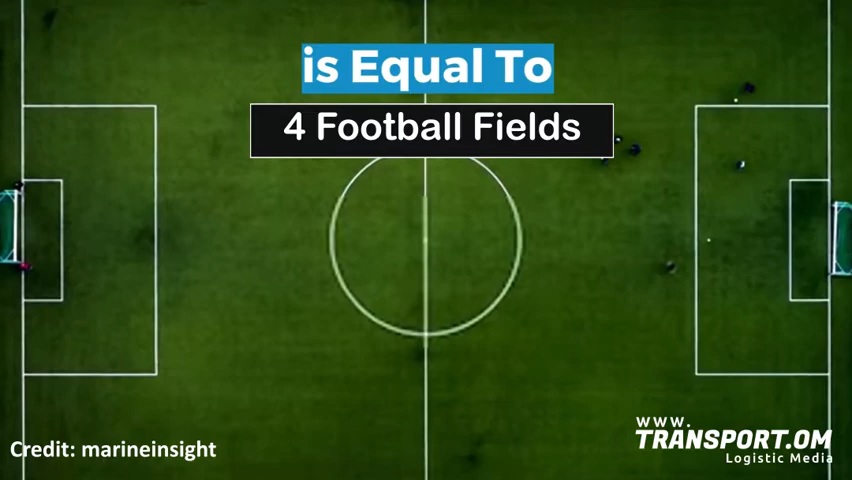 is Equal To
4 Football Fields
Credit: marineinsight
www.
TRANSPORT.OM
Logistic Media